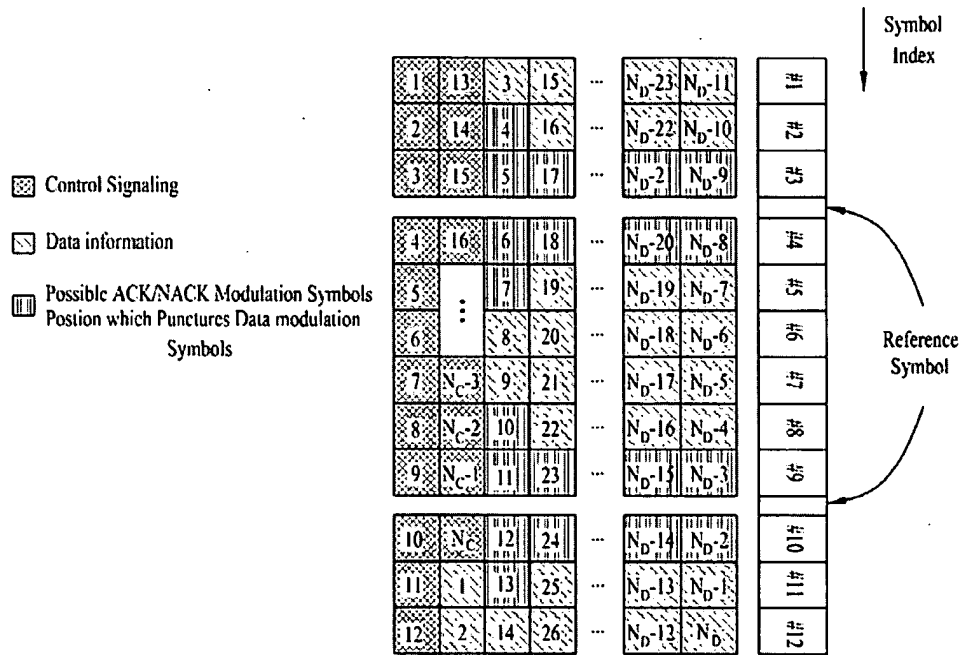 Symbol
Index
1 13 3 15 ... N_D-23 N_D-11 #1
2 14 4 16 ... N_D-22 N_D-10 #2
3 15 5 17 ... N_D-2 N_D-9 #3
Control Signaling
4 16 6 18 ... N_D-20 N_D-8 #4
Data information
5 ⋮ 7 19 ... N_D-19 N_D-7 #5
Possible ACK/NACK Modulation Symbols
Postion which Punctures Data modulation
Symbols
6 8 20 ... N_D-18 N_D-6 #6
Reference
Symbol
7 N_C-3 9 21 ... N_D-17 N_D-5 #7
8 N_C-2 10 22 ... N_D-16 N_D-4 #8
9 N_C-1 11 23 ... N_D-15 N_D-3 #9
10 N_C 12 24 ... N_D-14 N_D-2 #10
11 1 13 25 ... N_D-13 N_D-1 #11
12 2 14 26 ... N_D-12 N_D #12